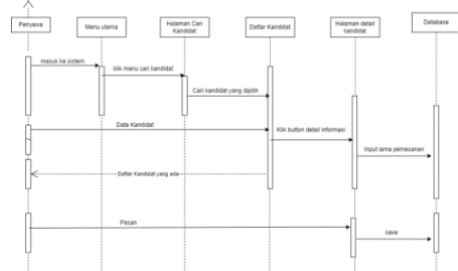 Penyewa
Menu utama
Halaman Cari
Kandidat
Daftar Kandidat
Halaman detail
kandidat
Database
masuk ke sistem
klik menu cari kandidat
Cari kandidat yang dipilih
Data Kandidat
Klik button detail informasi
Input lama pemesanan
Daftar Kandidat yang ada
Pesan
save